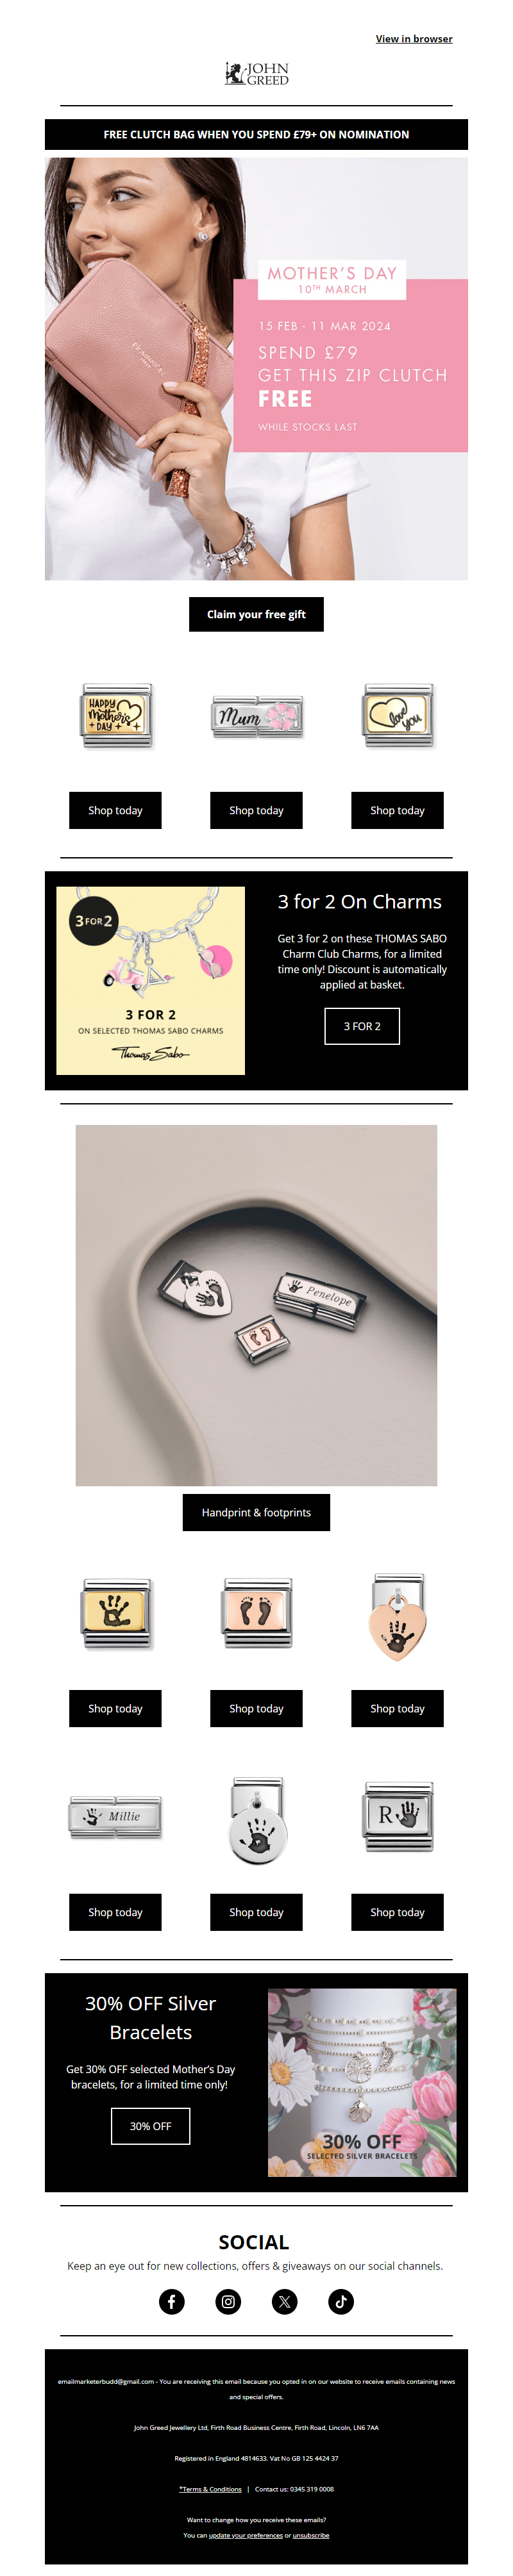 View in browser
JOHN
GREED
FREE CLUTCH BAG WHEN YOU SPEND £79+ ON NOMINATION
MOTHER'S DAY
10TH MARCH
15 FEB - 11 MAR 2024
SPEND £79
GET THIS ZIP CLUTCH
FREE
WHILE STOCKS LAST
Claim your free gift
HAPPY
Mother's
DAY
Mum
love
you
Shop today
Shop today
Shop today
3 FOR 2
3 FOR 2
ON SELECTED THOMAS SABO CHARMS
Thomas Sabo
3 for 2 On Charms
Get 3 for 2 on these THOMAS SABO
Charm Club Charms, for a limited
time only! Discount is automatically
applied at basket.
3 FOR 2
Penelope
Handprint & footprints
Shop today
Shop today
Shop today
Millie
R
Shop today
Shop today
Shop today
30% OFF Silver
Bracelets
Get 30% OFF selected Mother's Day
bracelets, for a limited time only!
30% OFF
30% OFF
SELECTED SILVER BRACELETS
SOCIAL
Keep an eye out for new collections, offers & giveaways on our social channels.
emailmarketerbudd@gmail.com - You are receiving this email because you opted in on our website to receive emails containing news
and special offers.
John Greed Jewellery Ltd, Firth Road Business Centre, Firth Road, Lincoln, LN6 7AA
Registered in England 4814633. Vat No GB 125 4424 37
*Terms & Conditions | Contact us: 0345 319 0008
Want to change how you receive these emails?
You can update your preferences or unsubscribe